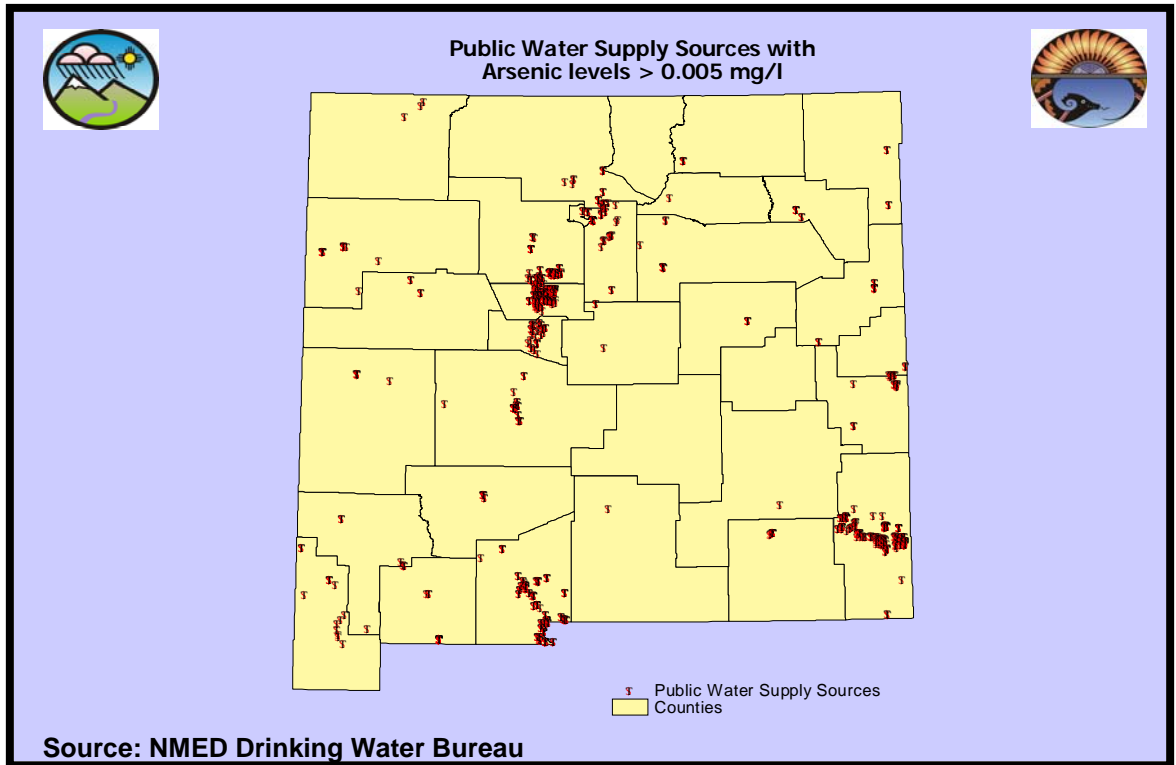 Public Water Supply Sources with
Arsenic levels > 0.005 mg/l
Public Water Supply Sources
Counties
Source: NMED Drinking Water Bureau